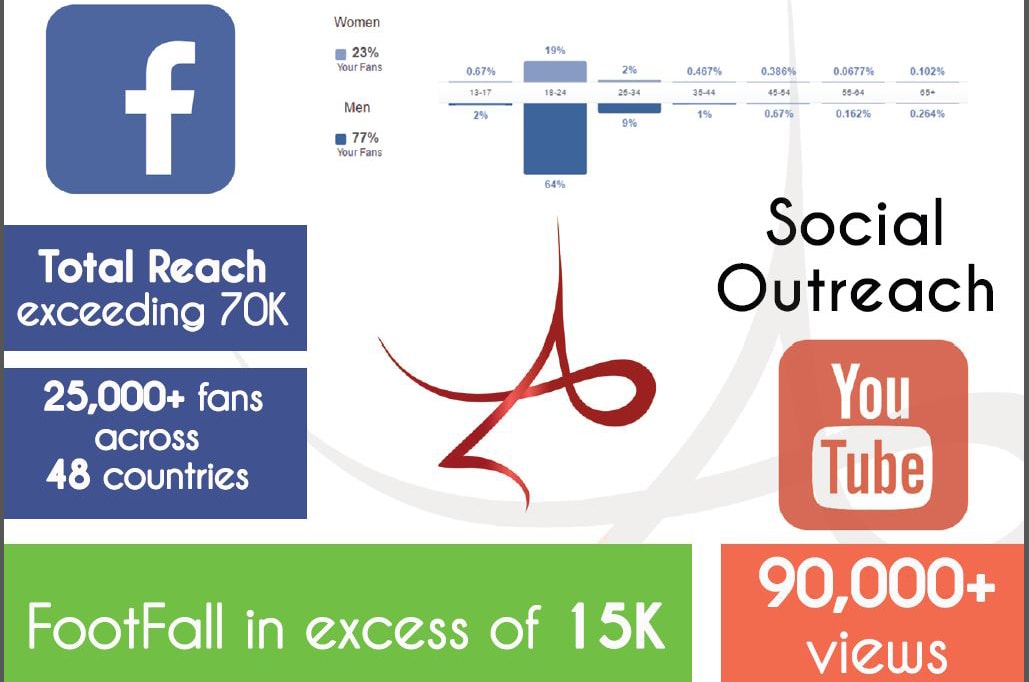 f
Women
23%
Your Fans
Men
77%
Your Fans
19%
0.67%
2%
0.467%
0.386%
0.0677%
0.102%
13-17
18-24
25-34
35-44
45-54
55-64
65+
2%
64%
9%
1%
0.67%
0.162%
0.264%
Total Reach
exceeding 70K
25,000+ fans
across
48 countries
Social
Outreach
You
Tube
FootFall in excess of 15K
90,000+
views